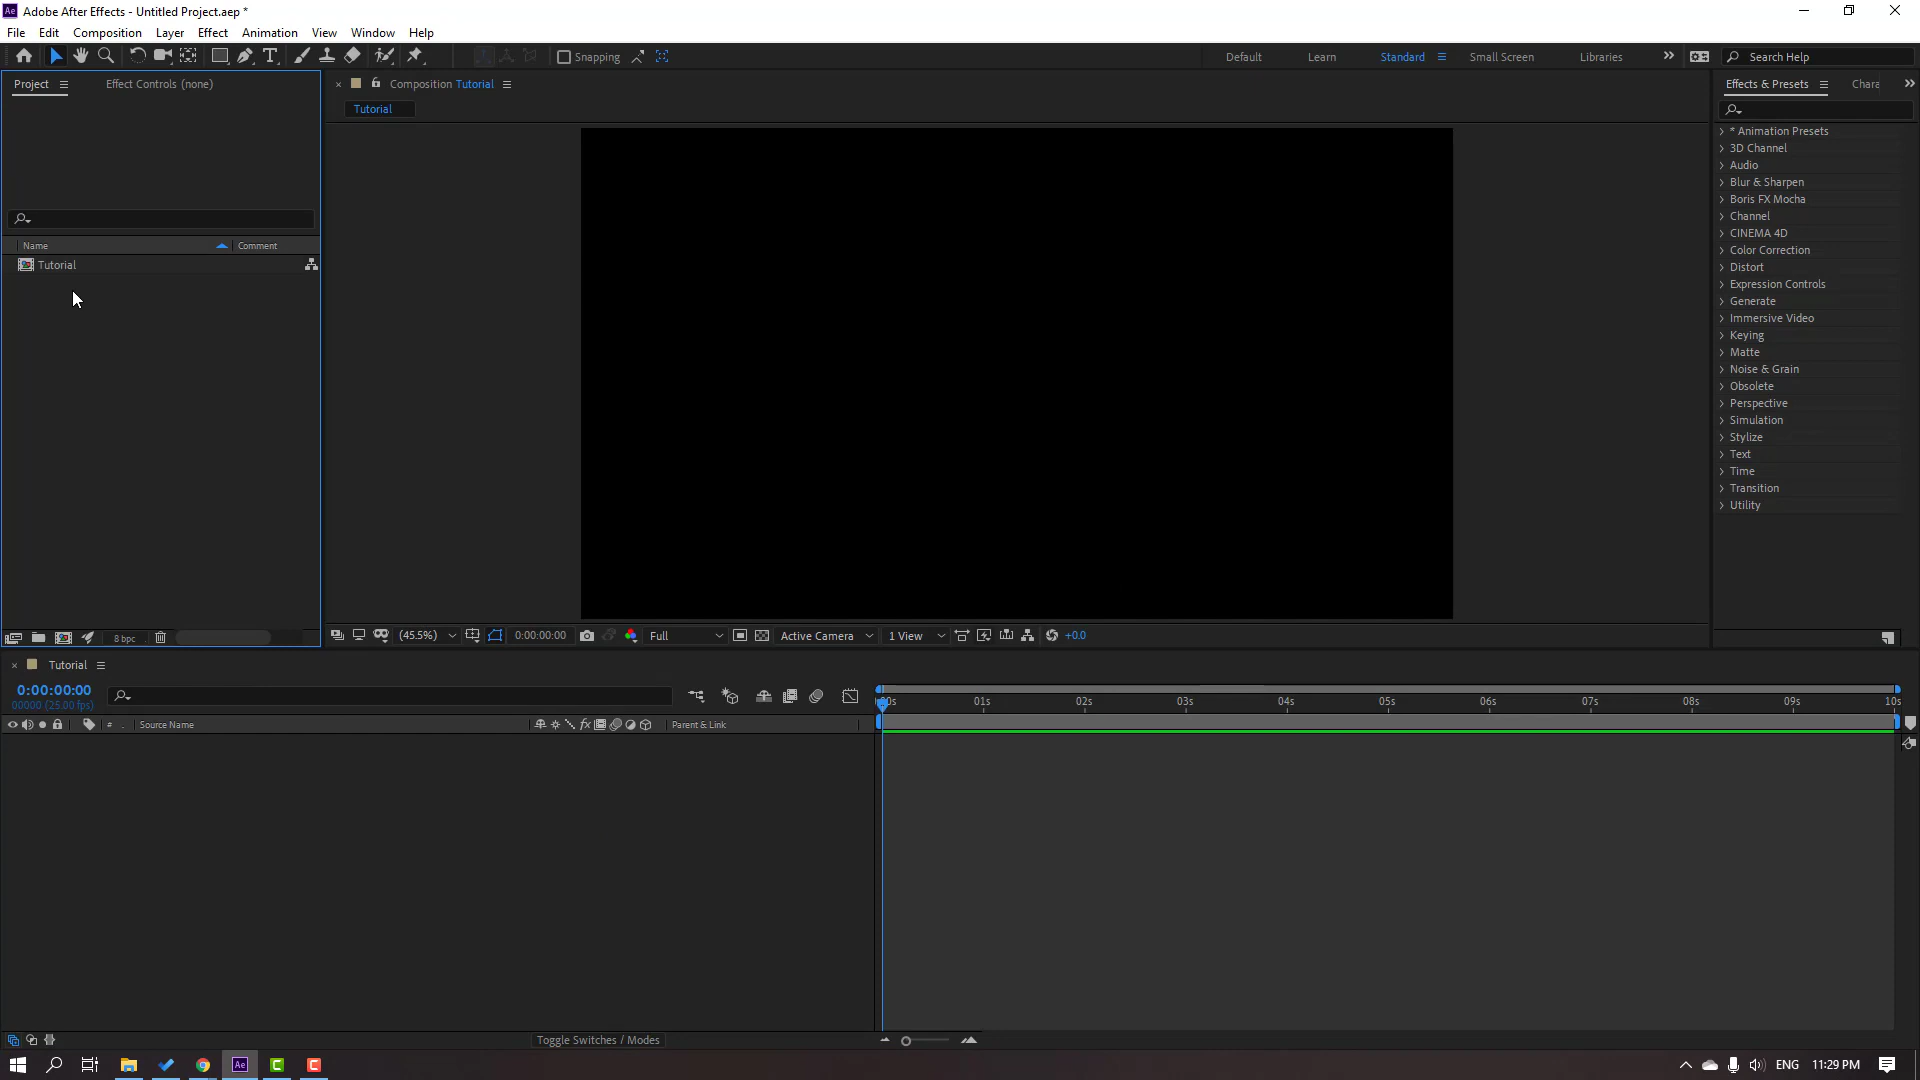 Adobe After Effects - Untitled Project.aep *
File Edit Composition Layer Effect Animation View Window Help
Snapping Default Learn Standard Small Screen Libraries Search Help
Project Effect Controls (none) Composition Tutorial Effects & Presets Chara
Tutorial
* Animation Presets
3D Channel
Audio
Blur & Sharpen
Boris FX Mocha
Channel
CINEMA 4D
Color Correction
Distort
Expression Controls
Generate
Immersive Video
Keying
Matte
Noise & Grain
Obsolete
Perspective
Simulation
Stylize
Text
Time
Transition
Utility
Name Comment
Tutorial
8 bpc
(45.5%) 0:00:00:00 Full Active Camera 1 View +0.0
Tutorial
0:00:00:00
00000 (25.00 fps)
# Source Name fx Parent & Link
00s 01s 02s 03s 04s 05s 06s 07s 08s 09s 10s
Toggle Switches / Modes
Ae ENG 11:29 PM